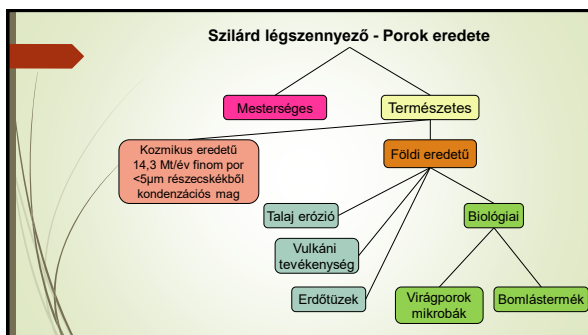 Szilárd légszennyező - Porok eredete
Mesterséges
Természetes
Kozmikus eredetű
14,3 Mt/év finom por
<5µm részecskékből
kondenzációs mag
Földi eredetű
Talaj erózió
Biológiai
Vulkáni
tevékenység
Erdőtüzek
Virágporok
mikrobák
Bomlástermék